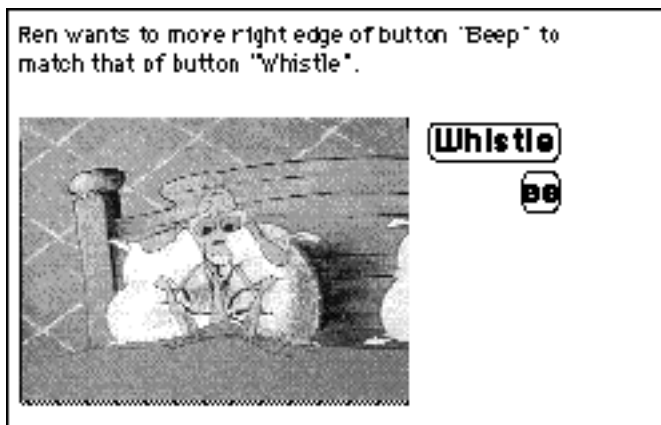 Ren wants to move right edge of button "Beep" to
match that of button "Whistle".
Whistle
ee